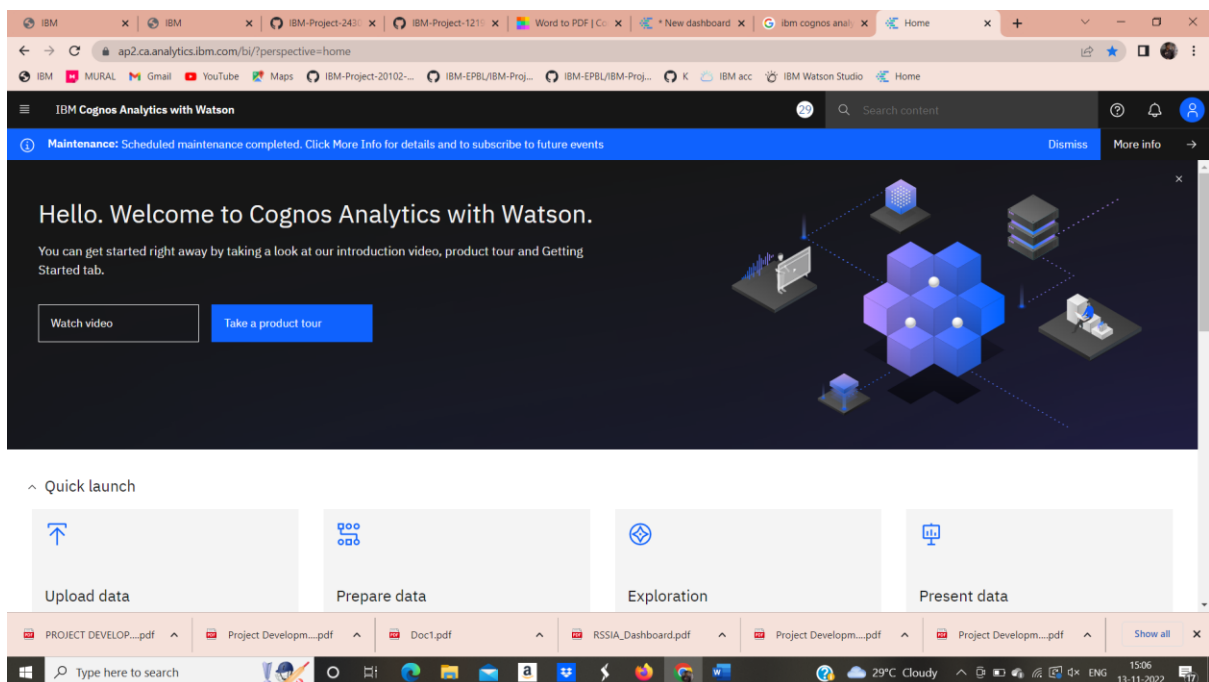 IBM
IBM
IBM-Project-2430
IBM-Project-1219
Word to PDF | Co
* New dashboard
ibm cognos analy
Home
ap2.ca.analytics.ibm.com/bi/?perspective=home
IBM
MURAL
Gmail
YouTube
Maps
IBM-Project-20102-...
IBM-EPBL/IBM-Proj...
IBM-EPBL/IBM-Proj...
K
IBM acc
IBM Watson Studio
Home
IBM Cognos Analytics with Watson
29
Search content
Maintenance: Scheduled maintenance completed. Click More Info for details and to subscribe to future events
Dismiss
More info
Hello. Welcome to Cognos Analytics with Watson.
You can get started right away by taking a look at our introduction video, product tour and Getting
Started tab.
Watch video
Take a product tour
Quick launch
Upload data
Prepare data
Exploration
Present data
PROJECT DEVELOP....pdf
Project Developm....pdf
Doc1.pdf
RSSIA_Dashboard.pdf
Project Developm....pdf
Project Developm....pdf
Show all
Type here to search
a
W
29°C Cloudy
ENG
15:06
13-11-2022
17